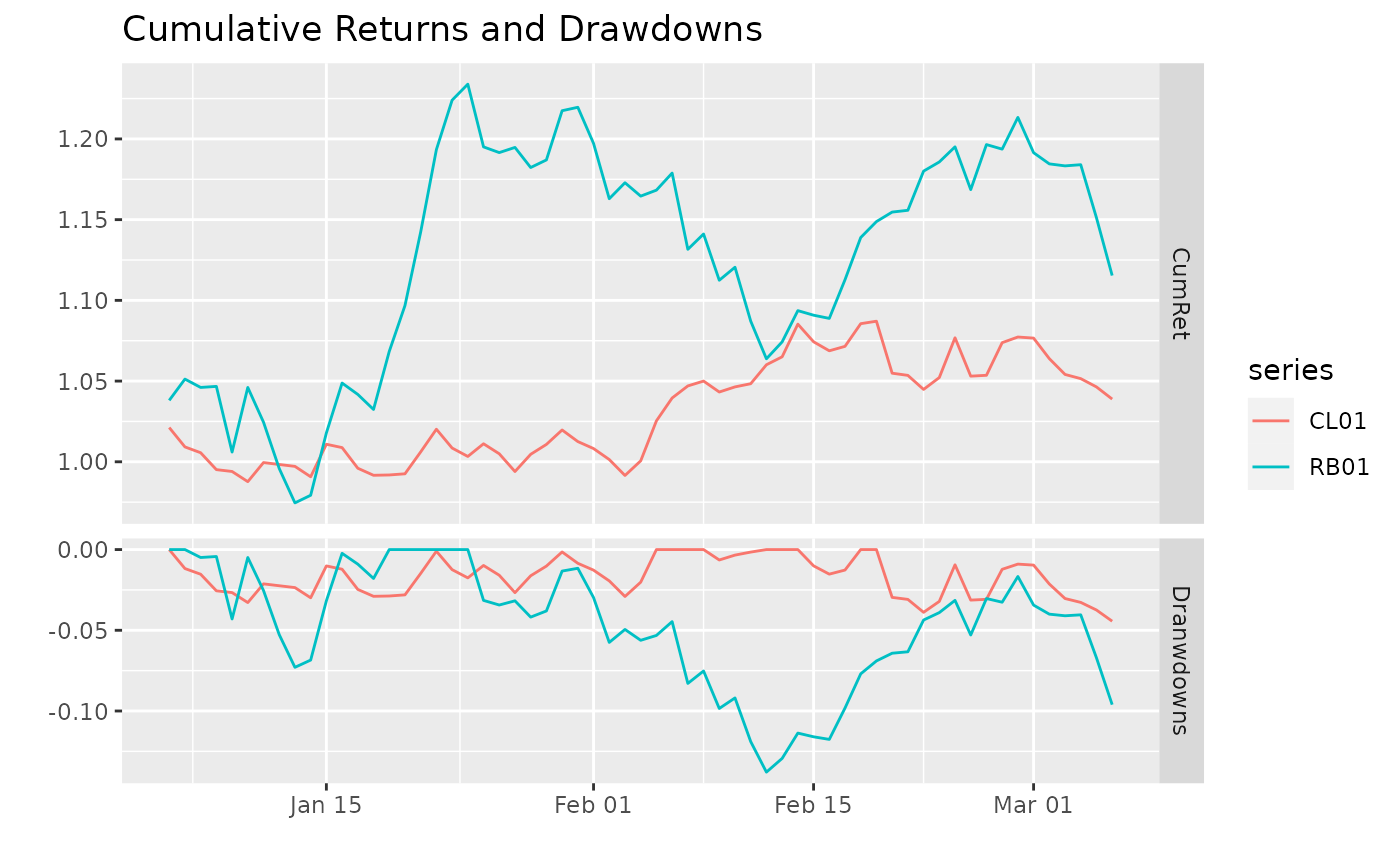 Cumulative Returns and Drawdowns
1.20
1.15
1.10
1.05
1.00
CumRet
0.00
-0.05
-0.10
Dranwdowns
Jan 15
Feb 01
Feb 15
Mar 01
series
CL01
RB01